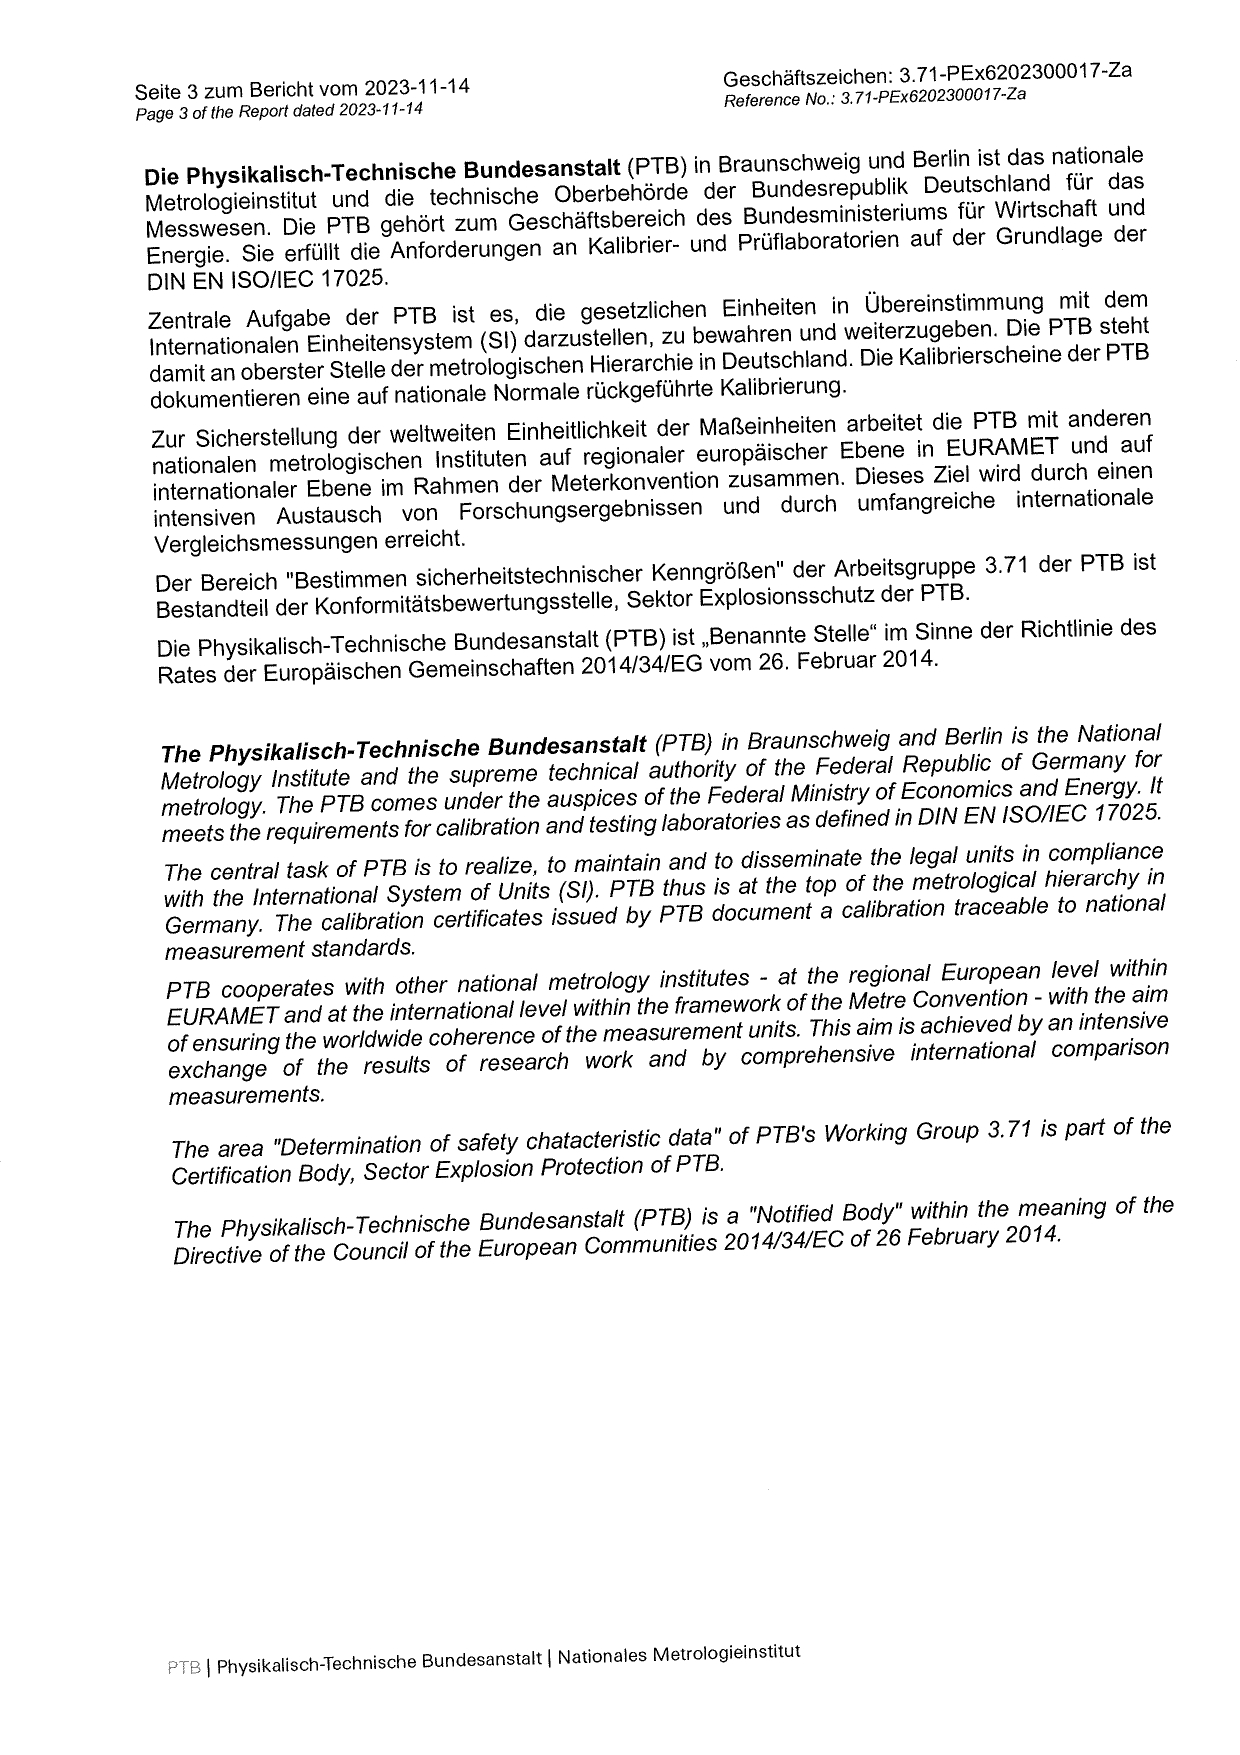 Seite 3 zum Bericht vom 2023-11-14
Page 3 of the Report dated 2023-11-14
Geschäftszeichen: 3.71-PEx6202300017-Za
Reference No.: 3.71-PEx6202300017-Za
Die Physikalisch-Technische Bundesanstalt (PTB) in Braunschweig und Berlin ist das nationale
Metrologieinstitut und die technische Oberbehörde der Bundesrepublik Deutschland für das
Messwesen. Die PTB gehört zum Geschäftsbereich des Bundesministeriums für Wirtschaft und
Energie. Sie erfüllt die Anforderungen an Kalibrier- und Prüflaboratorien auf der Grundlage der
DIN EN ISO/IEC 17025.
Zentrale Aufgabe der PTB ist es, die gesetzlichen Einheiten in Übereinstimmung mit dem
Internationalen Einheitensystem (SI) darzustellen, zu bewahren und weiterzugeben. Die PTB steht
damit an oberster Stelle der metrologischen Hierarchie in Deutschland. Die Kalibrierscheine der PTB
dokumentieren eine auf nationale Normale rückgeführte Kalibrierung.
Zur Sicherstellung der weltweiten Einheitlichkeit der Maßeinheiten arbeitet die PTB mit anderen
nationalen metrologischen Instituten auf regionaler europäischer Ebene in EURAMET und auf
internationaler Ebene im Rahmen der Meterkonvention zusammen. Dieses Ziel wird durch einen
intensiven Austausch von Forschungsergebnissen und durch umfangreiche internationale
Vergleichsmessungen erreicht.
Der Bereich "Bestimmen sicherheitstechnischer Kenngrößen" der Arbeitsgruppe 3.71 der PTB ist
Bestandteil der Konformitätsbewertungsstelle, Sektor Explosionsschutz der PTB.
Die Physikalisch-Technische Bundesanstalt (PTB) ist „Benannte Stelle“ im Sinne der Richtlinie des
Rates der Europäischen Gemeinschaften 2014/34/EG vom 26. Februar 2014.
The Physikalisch-Technische Bundesanstalt (PTB) in Braunschweig and Berlin is the National
Metrology Institute and the supreme technical authority of the Federal Republic of Germany for
metrology. The PTB comes under the auspices of the Federal Ministry of Economics and Energy. It
meets the requirements for calibration and testing laboratories as defined in DIN EN ISO/IEC 17025.
The central task of PTB is to realize, to maintain and to disseminate the legal units in compliance
with the International System of Units (SI). PTB thus is at the top of the metrological hierarchy in
Germany. The calibration certificates issued by PTB document a calibration traceable to national
measurement standards.
PTB cooperates with other national metrology institutes - at the regional European level within
EURAMET and at the international level within the framework of the Metre Convention - with the aim
of ensuring the worldwide coherence of the measurement units. This aim is achieved by an intensive
exchange of the results of research work and by comprehensive international comparison
measurements.
The area "Determination of safety chatacteristic data" of PTB's Working Group 3.71 is part of the
Certification Body, Sector Explosion Protection of PTB.
The Physikalisch-Technische Bundesanstalt (PTB) is a "Notified Body" within the meaning of the
Directive of the Council of the European Communities 2014/34/EC of 26 February 2014.
PTB | Physikalisch-Technische Bundesanstalt | Nationales Metrologieinstitut